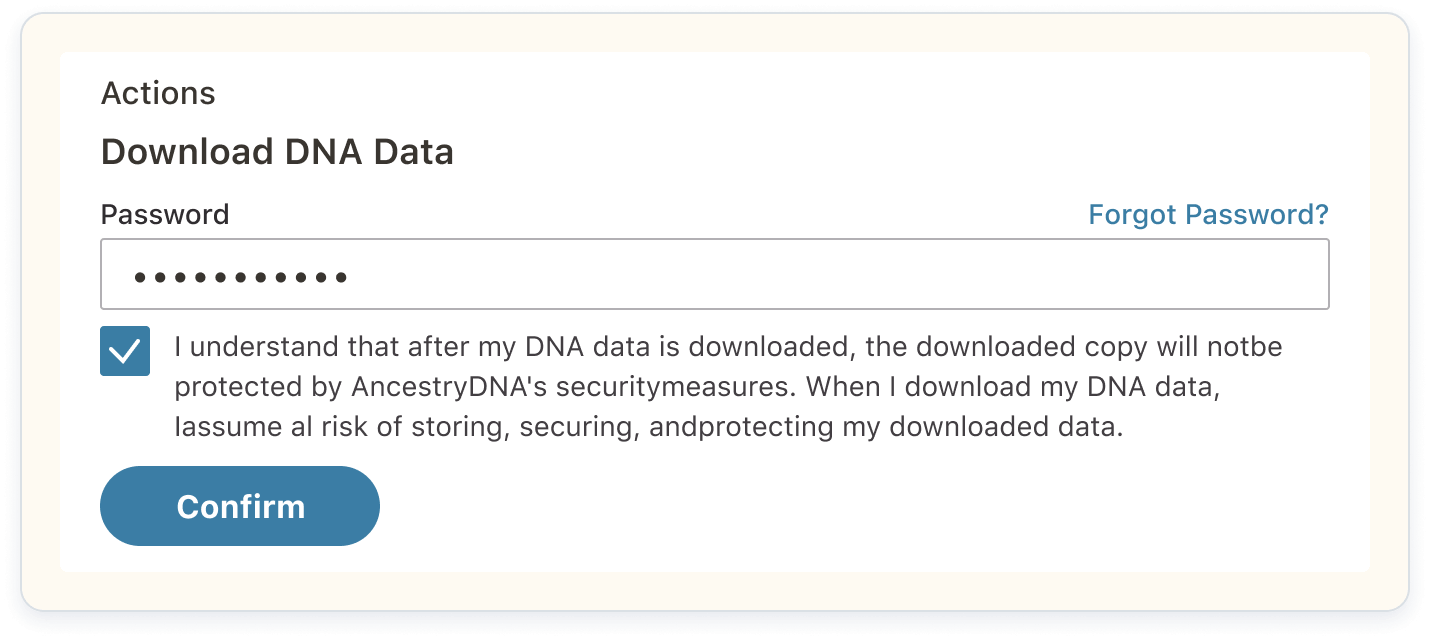 Actions
Download DNA Data
Password
Forgot Password?
•••••••••••
I understand that after my DNA data is downloaded, the downloaded copy will notbe
protected by AncestryDNA's securitymeasures. When I download my DNA data,
Iassume al risk of storing, securing, andprotecting my downloaded data.
Confirm